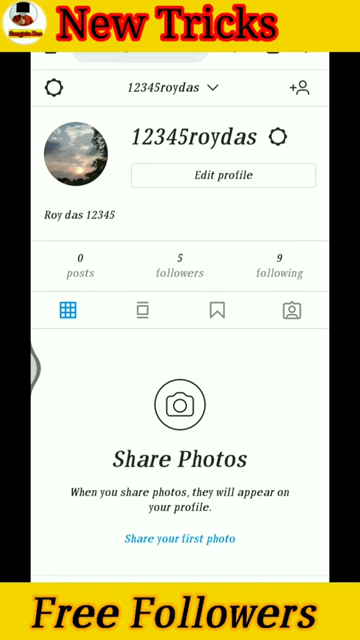 New Tricks
12345roydas
12345roydas
Edit profile
Roy das 12345
0 5 9
posts followers following
Share Photos
When you share photos, they will appear on
your profile.
Share your first photo
Free Followers